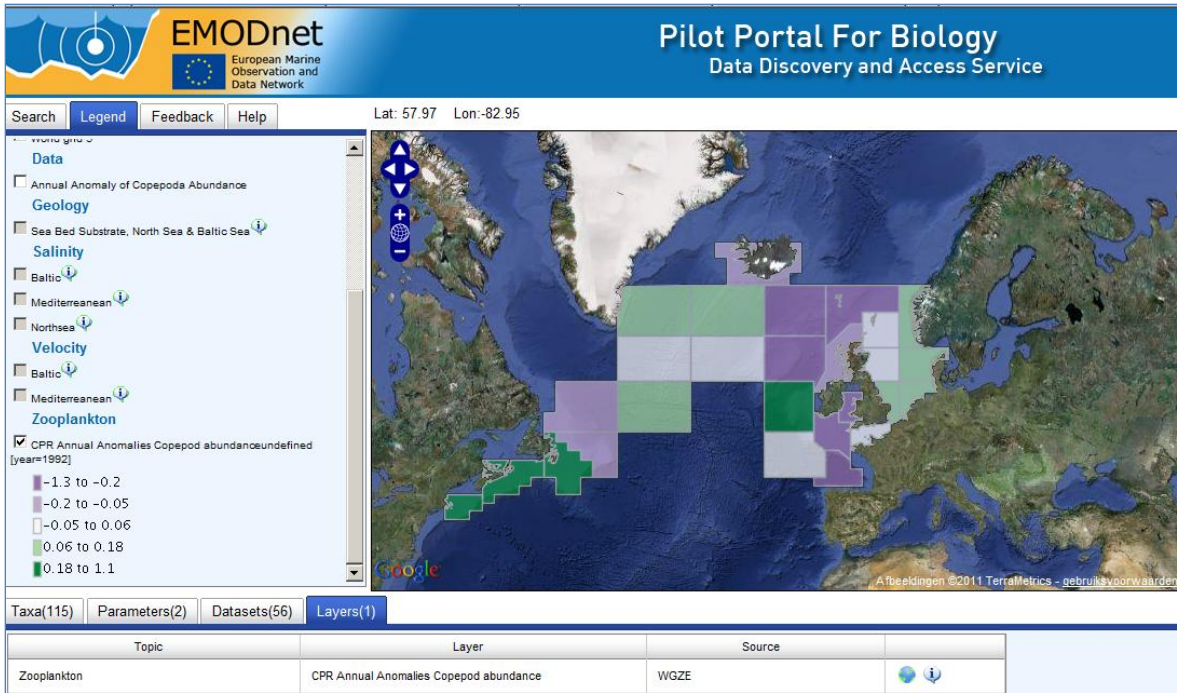 EMODnet
European Marine
Observation and
Data Network
Pilot Portal For Biology
Data Discovery and Access Service
Search Legend Feedback Help
Lat: 57.97 Lon:-82.95
Data
Annual Anomaly of Copepoda Abundance
Geology
Sea Bed Substrate, North Sea & Baltic Sea
Salinity
Baltic
Mediterreanean
Northsea
Velocity
Baltic
Mediterreanean
Zooplankton
CPR Annual Anomalies Copepod abundanceundefined
[year=1992]
-1.3 to -0.2
-0.2 to -0.05
-0.05 to 0.06
0.06 to 0.18
0.18 to 1.1
Google
Afbeeldingen ©2011 TerraMetrics - gebruiksvoorwaarden
Taxa(115) Parameters(2) Datasets(56) Layers(1)
Topic Layer Source
Zooplankton CPR Annual Anomalies Copepod abundance WGZE